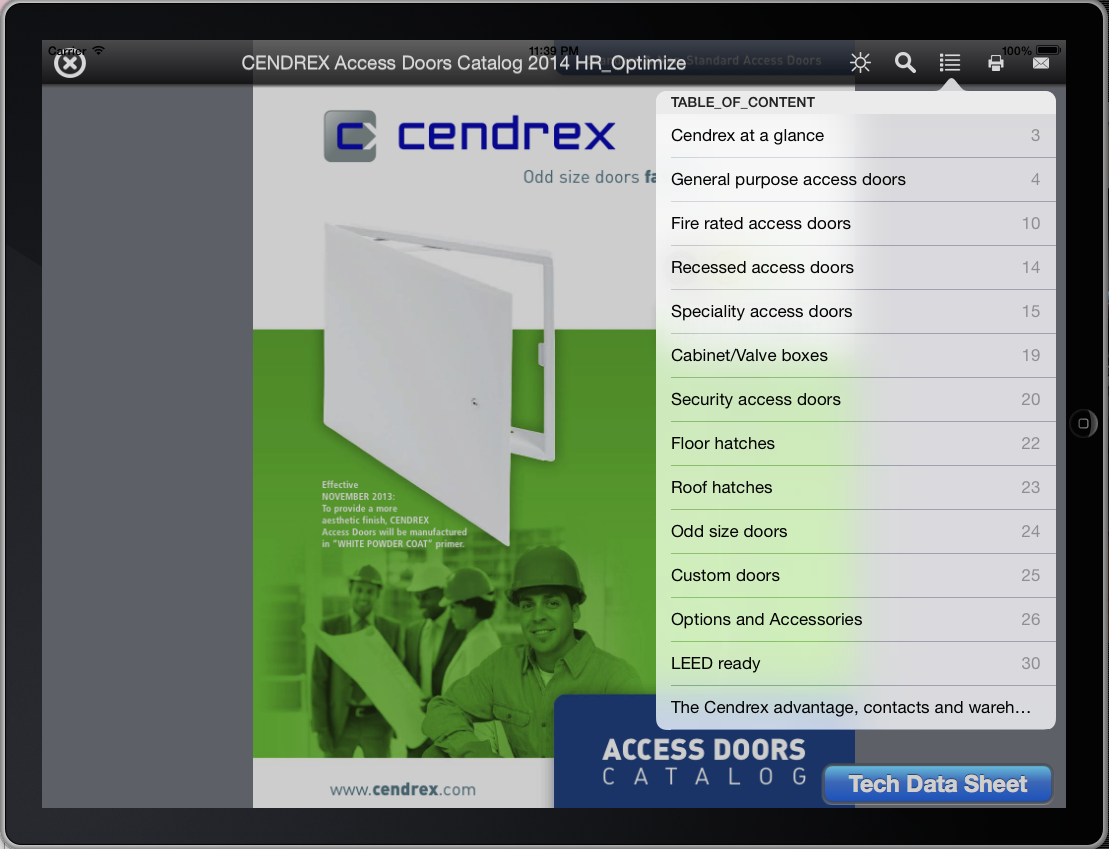 Carrier
11:39 PM
100%
CENDREX Access Doors Catalog 2014 HR_Optimize
Standard Access Doors
cendrex
Odd size doors
TABLE_OF_CONTENT
Cendrex at a glance 3
General purpose access doors 4
Fire rated access doors 10
Recessed access doors 14
Speciality access doors 15
Cabinet/Valve boxes 19
Security access doors 20
Floor hatches 22
Roof hatches 23
Odd size doors 24
Custom doors 25
Options and Accessories 26
LEED ready 30
The Cendrex advantage, contacts and wareh…
Effective
NOVEMBER 2013:
To provide a more
aesthetic finish, CENDREX
Access Doors will be manufactured
in "WHITE POWDER COAT" primer.
ACCESS DOORS
CATALOG
www.cendrex.com
Tech Data Sheet